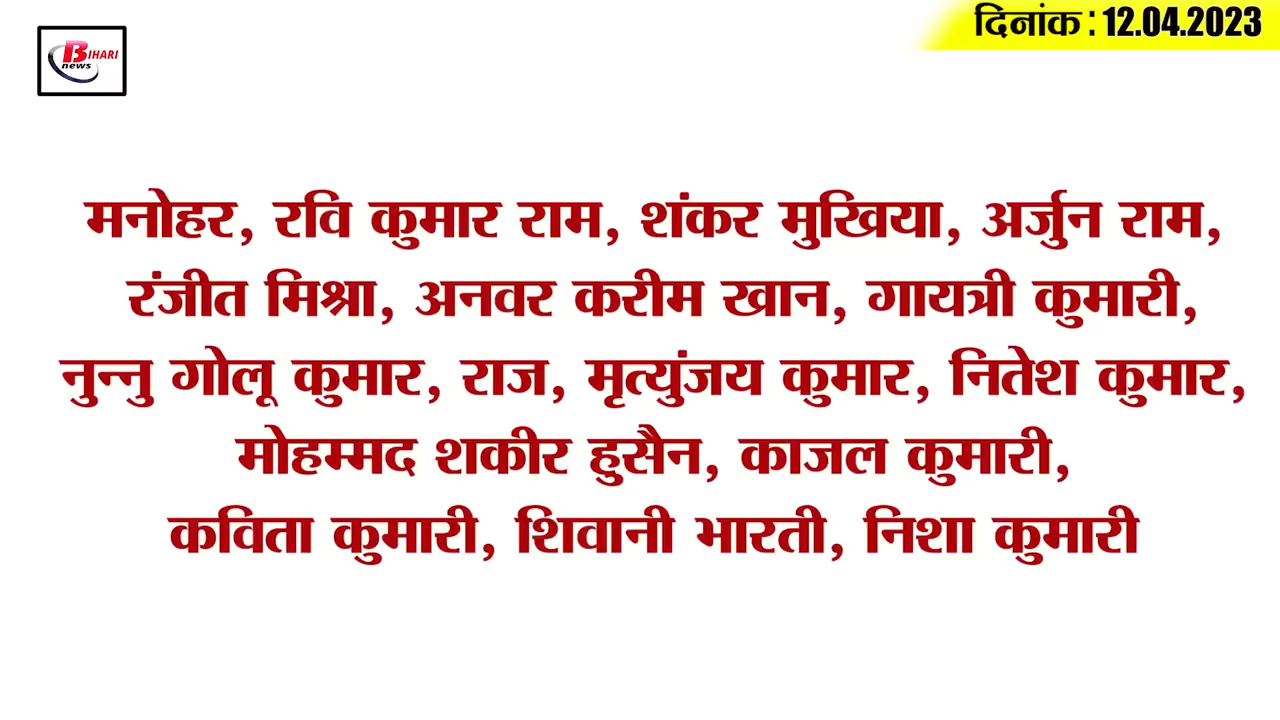 BIHARI
news
दिनांक : 12.04.2023
मनोहर, रवि कुमार राम, शंकर मुखिया, अर्जुन राम,
रंजीत मिश्रा, अनवर करीम खान, गायत्री कुमारी,
नुन्नु गोलू कुमार, राज, मृत्युंजय कुमार, नितेश कुमार,
मोहम्मद शकीर हुसैन, काजल कुमारी,
कविता कुमारी, शिवानी भारती, निशा कुमारी